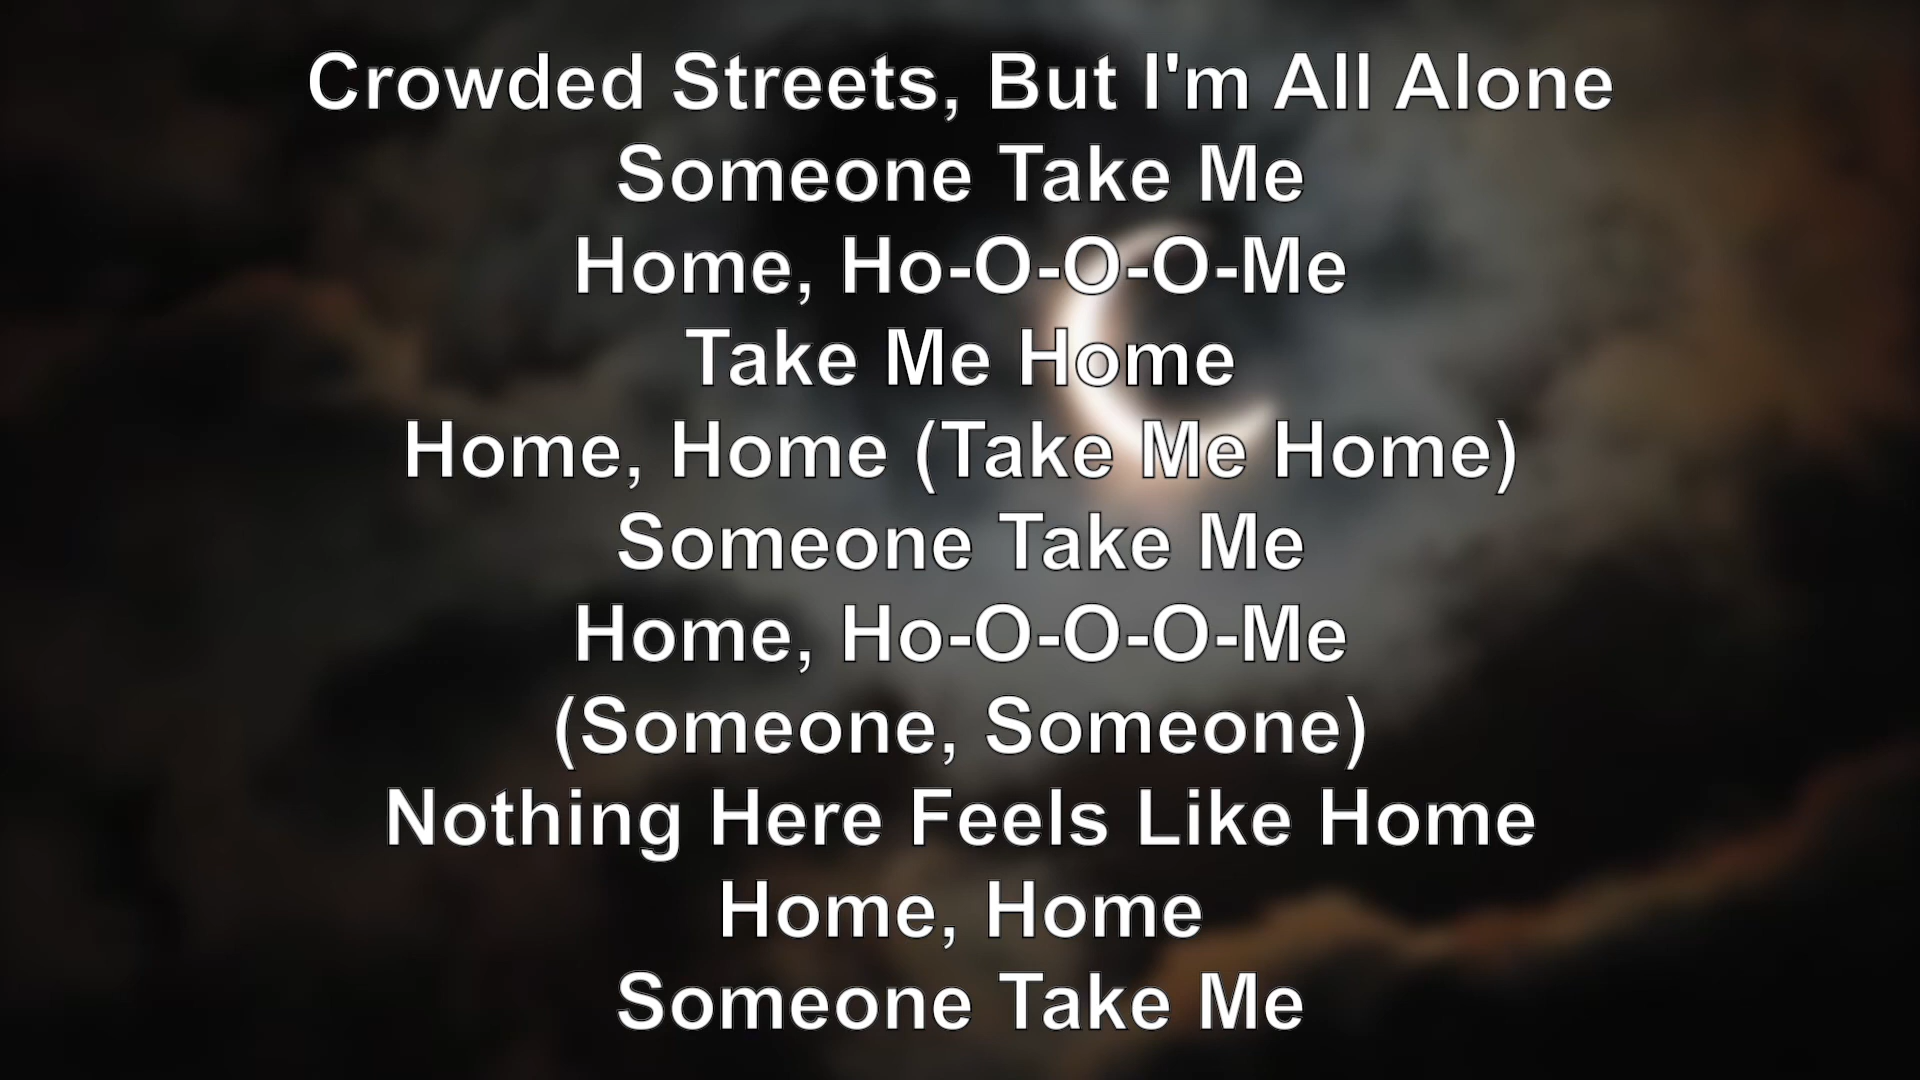 Crowded Streets, But I'm All Alone
Someone Take Me
Home, Ho-O-O-O-Me
Take Me Home
Home, Home (Take Me Home)
Someone Take Me
Home, Ho-O-O-O-Me
(Someone, Someone)
Nothing Here Feels Like Home
Home, Home
Someone Take Me